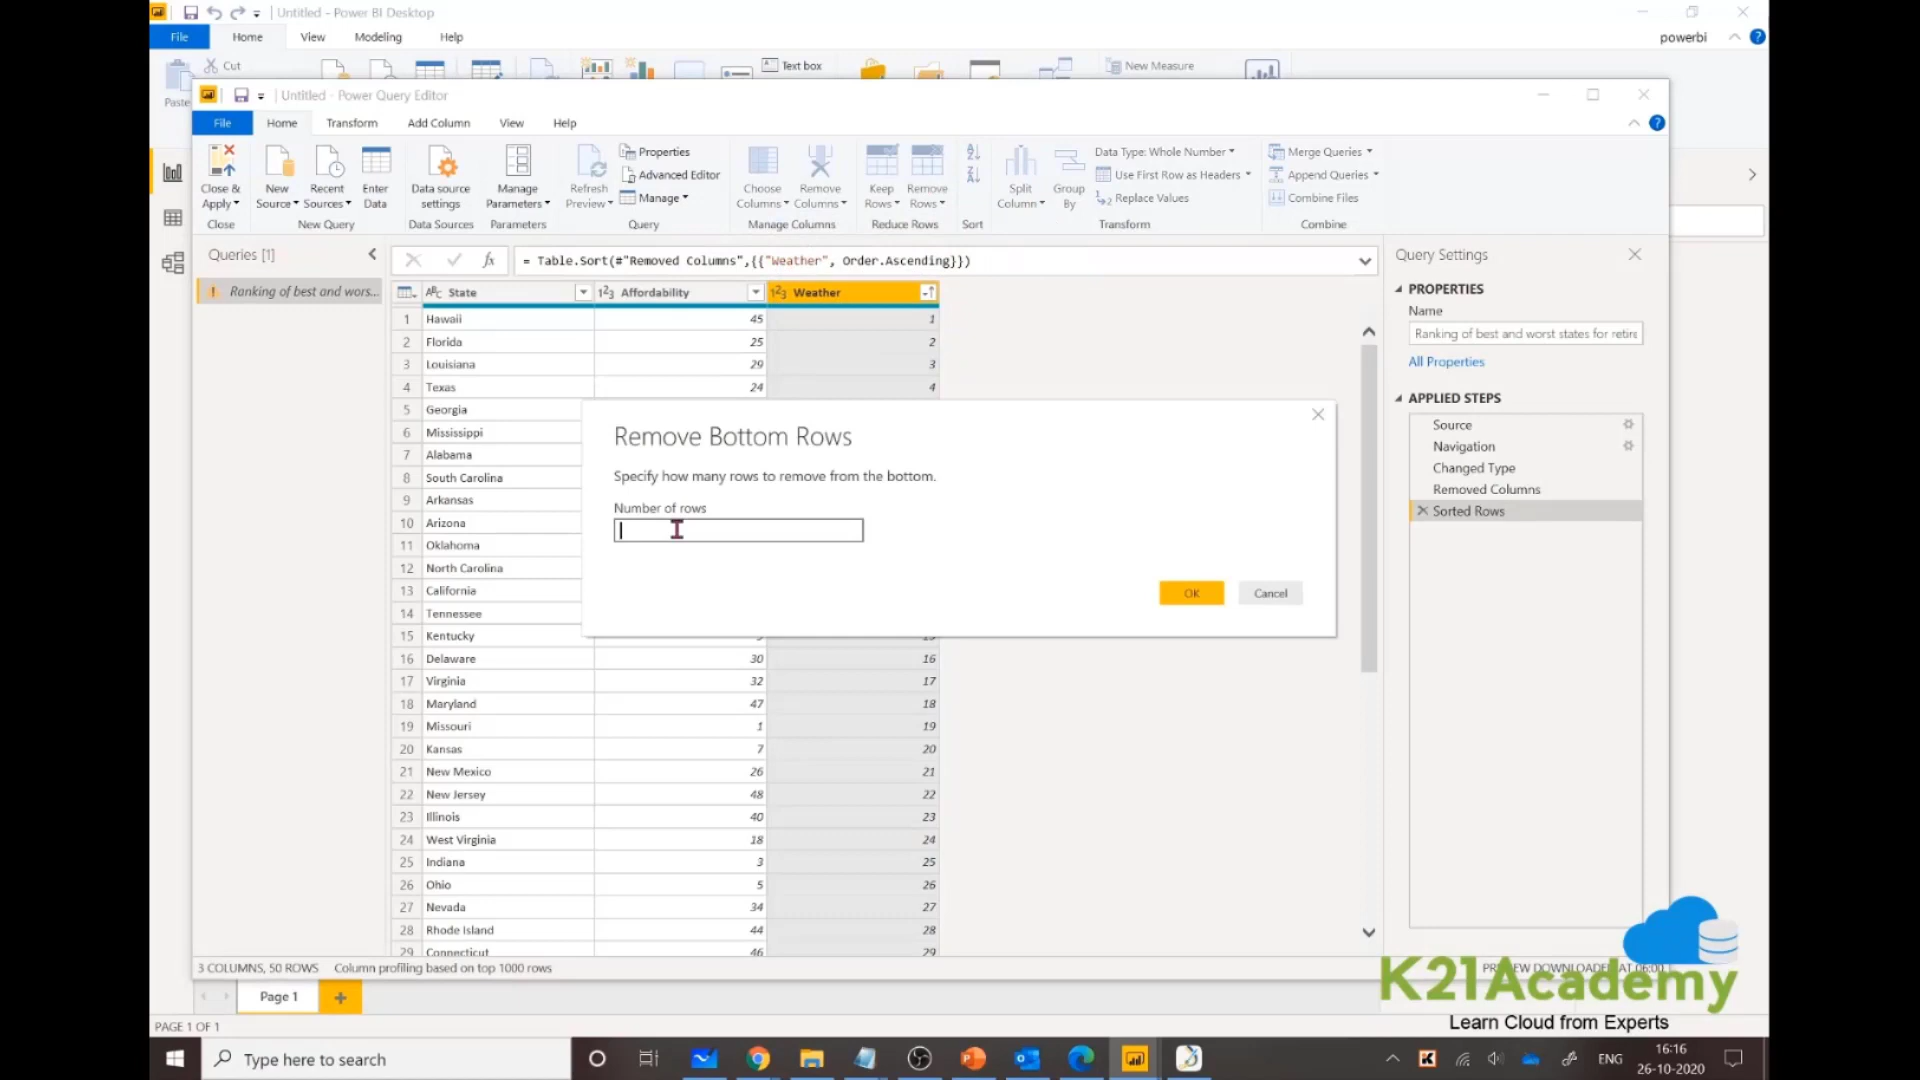 Untitled - Power BI Desktop
File Home View Modeling Help powerbi
Paste Cut Text box New Measure
Untitled - Power Query Editor
File Home Transform Add Column View Help
Close & Apply New Source Recent Sources Enter Data Data source settings Manage Parameters Refresh Preview Properties Advanced Editor Manage Choose Columns Remove Columns Keep Rows Remove Rows Split Column Group By Data Type: Whole Number Use First Row as Headers Replace Values Merge Queries Append Queries Combine Files
Close New Query Data Sources Parameters Query Manage Columns Reduce Rows Sort Transform Combine
Queries [1]
Ranking of best and wors...
fx = Table.Sort(#"Removed Columns",{{"Weather", Order.Ascending}})
State Affordability Weather
1 Hawaii 45 1
2 Florida 25 2
3 Louisiana 29 3
4 Texas 24 4
5 Georgia
6 Mississippi
7 Alabama
8 South Carolina
9 Arkansas
10 Arizona
11 Oklahoma
12 North Carolina
13 California
14 Tennessee
15 Kentucky
16 Delaware 30 16
17 Virginia 32 17
18 Maryland 47 18
19 Missouri 1 19
20 Kansas 7 20
21 New Mexico 26 21
22 New Jersey 48 22
23 Illinois 40 23
24 West Virginia 18 24
25 Indiana 3 25
26 Ohio 5 26
27 Nevada 34 27
28 Rhode Island 44 28
29 Connecticut 46 29
Remove Bottom Rows
Specify how many rows to remove from the bottom.
Number of rows
OK Cancel
Query Settings
PROPERTIES
Name
Ranking of best and worst states for retire
All Properties
APPLIED STEPS
Source
Navigation
Changed Type
Removed Columns
Sorted Rows
3 COLUMNS, 50 ROWS Column profiling based on top 1000 rows
Page 1
PAGE 1 OF 1
K21Academy
Learn Cloud from Experts
Type here to search
ENG 16:16
26-10-2020